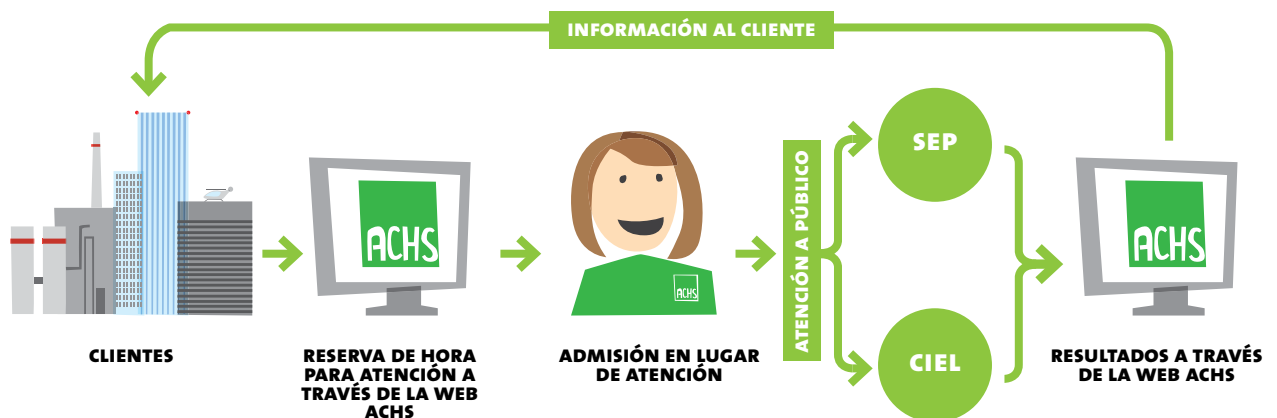 INFORMACIÓN AL CLIENTE
ACHS
ACHS
ATENCIÓN A PÚBLICO
SEP
CIEL
ACHS
CLIENTES
RESERVA DE HORA
PARA ATENCIÓN A
TRAVÉS DE LA WEB
ACHS
ADMISIÓN EN LUGAR
DE ATENCIÓN
RESULTADOS A TRAVÉS
DE LA WEB ACHS